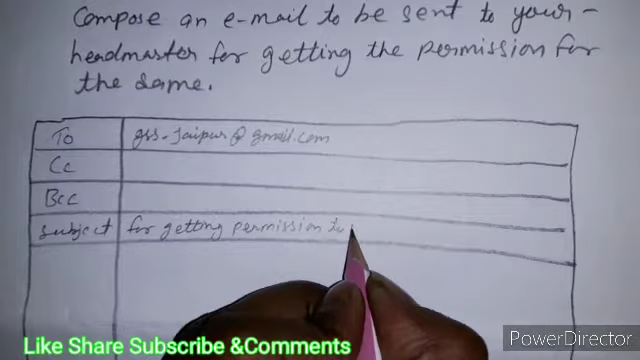 Compose an e-mail to be sent to your-
headmaster for getting the permission for
the same.
To gss-Jaipur@gmail.com
Cc
Bcc
Subject for getting permission to
Like Share Subscribe &Comments
PowerDirector